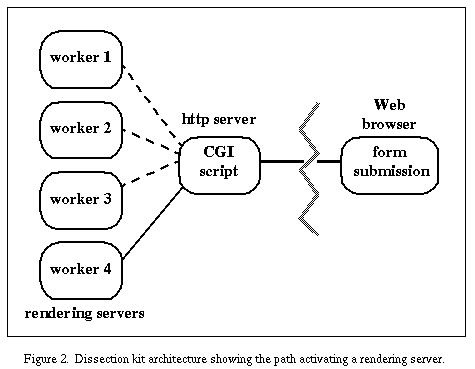 worker 1
worker 2
worker 3
worker 4
rendering servers
http server
CGI
script
Web
browser
form
submission
Figure 2. Dissection kit architecture showing the path activating a rendering server.